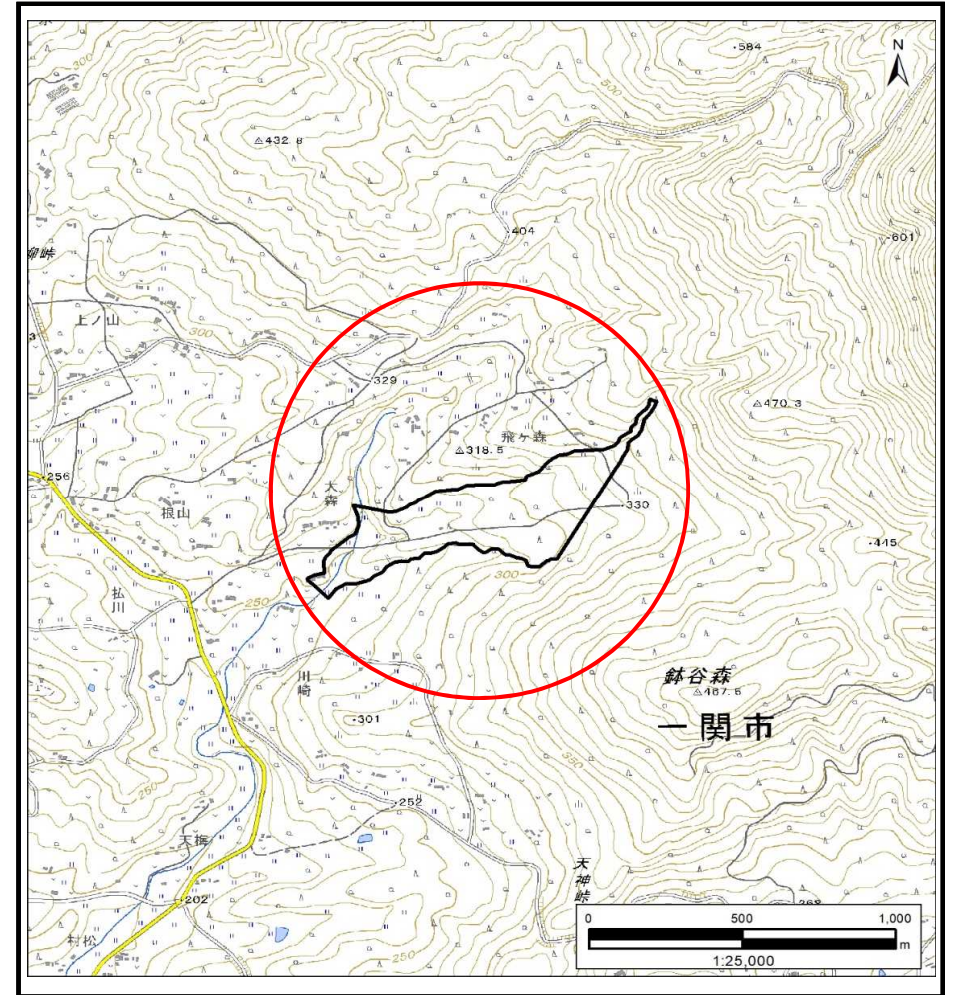 ・584
N
300
500
△432.8
・404
・601
上ノ山
300
・329
△470.3
飛ケ森
△318.5
・256
大森
・330
根山
・445
払川
250
300
川崎
鉢谷森
△467.5
一関市
・301
350
250
・252
天梅
天神峠
・202
268
村松
250
0 500 1,000
m
1:25,000